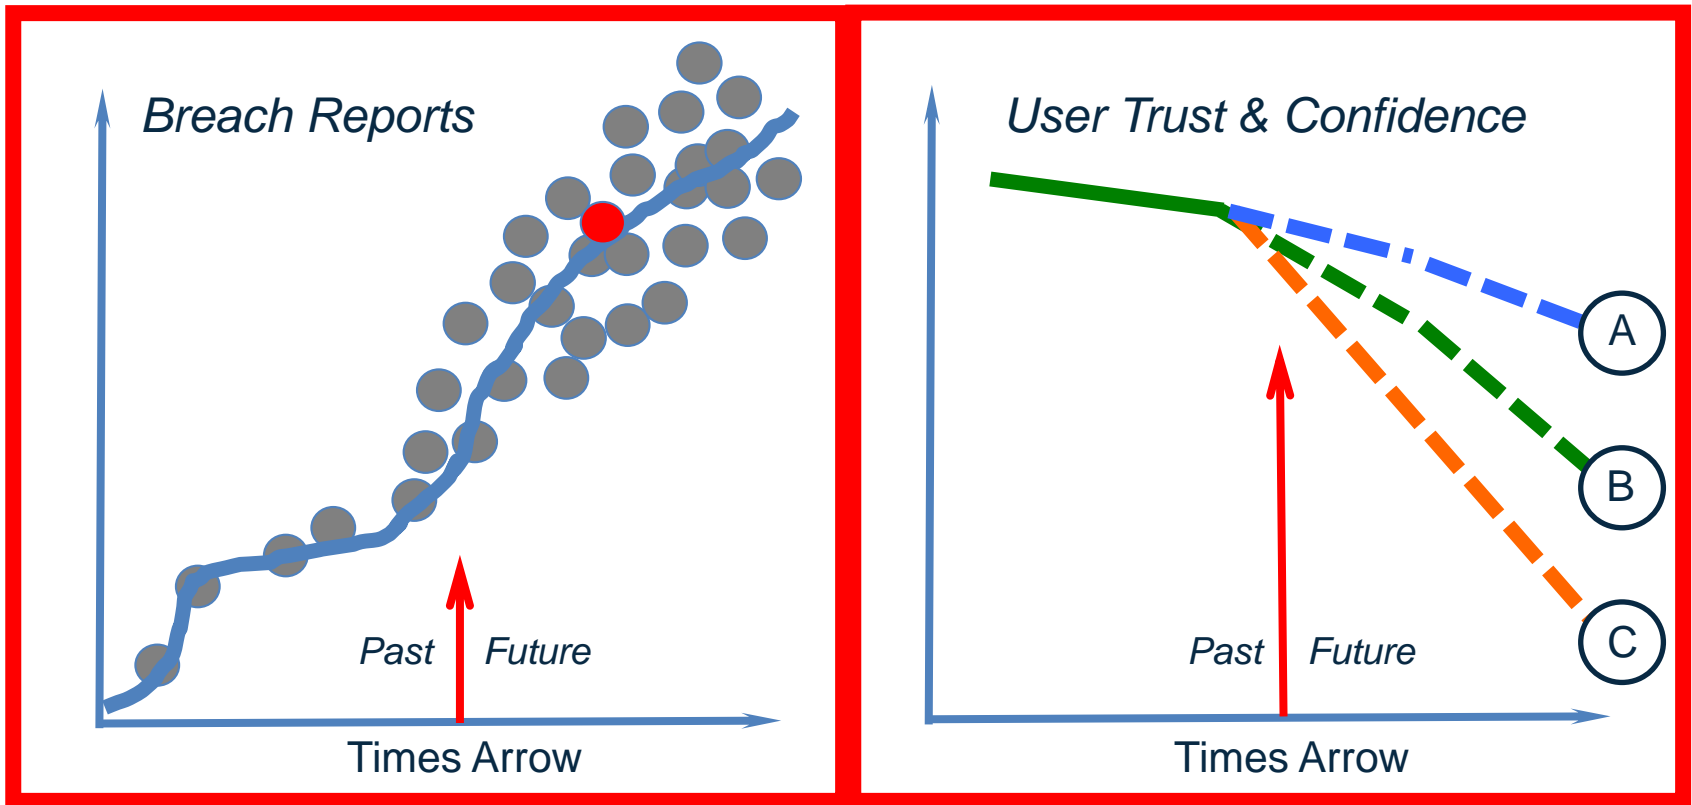 Breach Reports
Past
Future
Times Arrow
User Trust & Confidence
A
B
C
Past
Future
Times Arrow